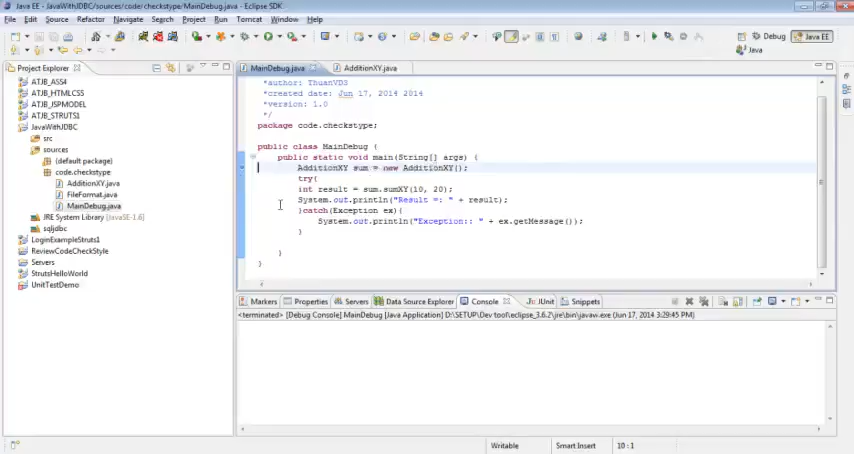 Java EE - JavaWithJDBC/sources/code/checkstype/MainDebug.java - Eclipse SDK
File Edit Source Refactor Navigate Search Project Run Tomcat Window Help
Debug Java EE
Java
Project Explorer
ATJB_ASS4
ATJB_HTMLCSS
ATJB_JSPMODEL
ATJB_STRUTS1
JavaWithJDBC
src
sources
(default package)
code.checkstype
AdditionXY.java
FileFormat.java
MainDebug.java
JRE System Library [JavaSE-1.6]
sqljdbc
LoginExampleStruts1
ReviewCodeCheckStyle
Servers
StrutsHelloWorld
UnitTestDemo
MainDebug.java AdditionXY.java
*author: ThuanVD3
*created date: Jun 17, 2014 2014
*version: 1.0
*/
package code.checkstype;
public class MainDebug {
public static void main(String[] args) {
AdditionXY sum = new AdditionXY();
try{
int result = sum.sumXY(10, 20);
System.out.println("Result =: " + result);
}catch(Exception ex){
System.out.println("Exception:: " + ex.getMessage());
}
}
}
Markers Properties Servers Data Source Explorer Console JUnit Snippets
<terminated> [Debug Console] MainDebug [Java Application] D:\SETUP\Dev tool\eclipse_3.6.2\jre\bin\javaw.exe (Jun 17, 2014 3:29:45 PM)
Writable Smart Insert 10 : 1